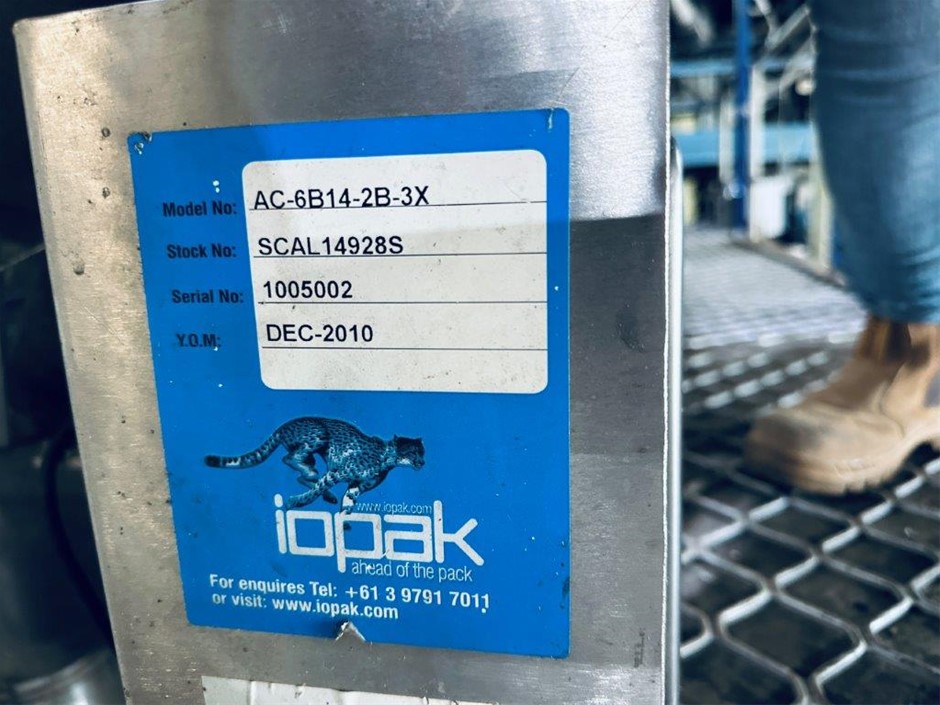 Model No: AC-6B14-2B-3X
Stock No: SCAL14928S
Serial No: 1005002
Y.O.M: DEC-2010
www.iopak.com
iopak
ahead of the pack
For enquires Tel: +61 3 9791 7011
or visit: www.iopak.com